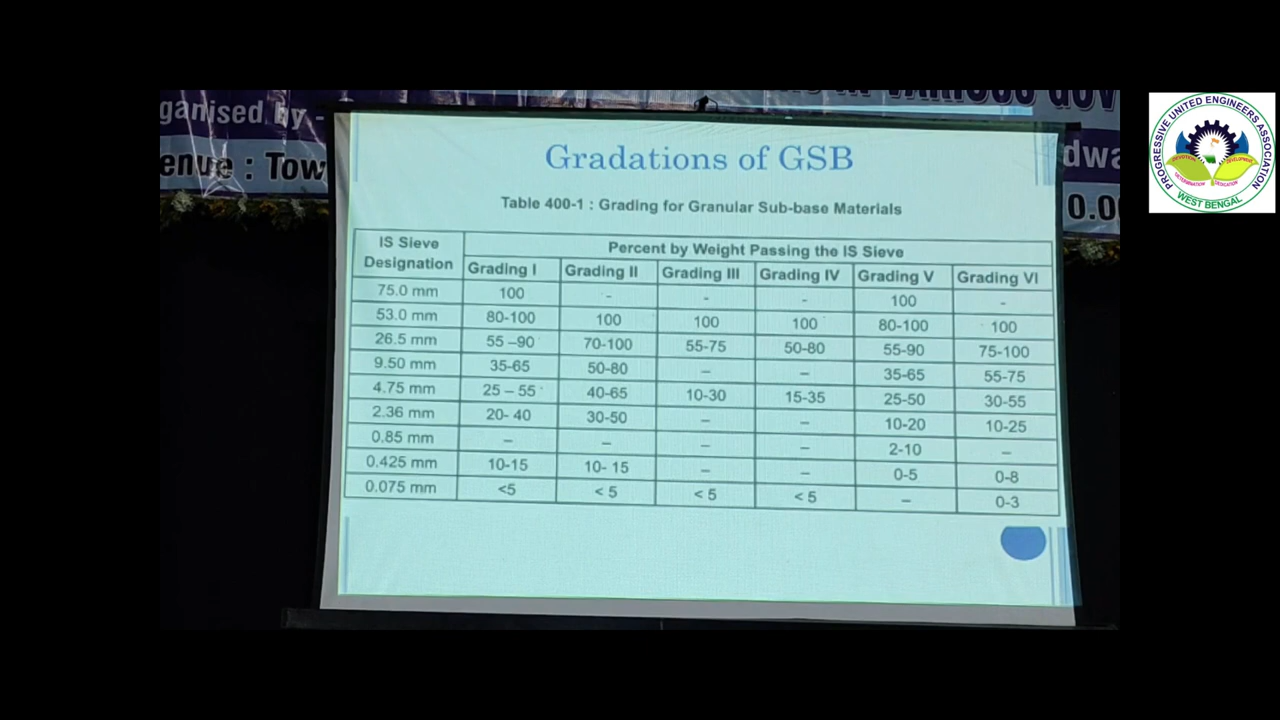 ganised by -
IN VARIOUS GOV
enue : Tow
dwa
0.0
Gradations of GSB
Table 400-1 : Grading for Granular Sub-base Materials
IS Sieve Designation Percent by Weight Passing the IS Sieve
Grading I Grading II Grading III Grading IV Grading V Grading VI
75.0 mm 100 - - - 100 -
53.0 mm 80-100 100 100 100 80-100 100
26.5 mm 55 –90 70-100 55-75 50-80 55-90 75-100
9.50 mm 35-65 50-80 – – 35-65 55-75
4.75 mm 25 – 55 40-65 10-30 15-35 25-50 30-55
2.36 mm 20- 40 30-50 – – 10-20 10-25
0.85 mm – – – – 2-10 –
0.425 mm 10-15 10- 15 – – 0-5 0-8
0.075 mm <5 < 5 < 5 < 5 – 0-3
PROGRESSIVE UNITED ENGINEERS ASSOCIATION
DEVOTION DEVELOPMENT
DETERMINATION DEDICATION
WEST BENGAL